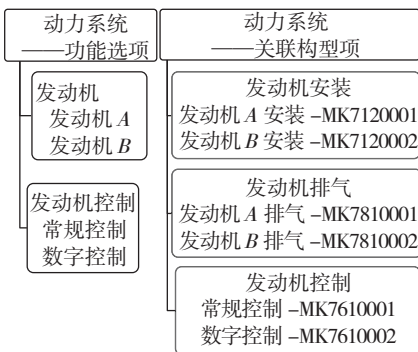 动力系统
——功能选项
发动机
发动机 A
发动机 B
发动机控制
常规控制
数字控制
动力系统
——关联构型项
发动机安装
发动机 A 安装 –MK7120001
发动机 B 安装 –MK7120002
发动机排气
发动机 A 排气 –MK7810001
发动机 B 排气 –MK7810002
发动机控制
常规控制 –MK7610001
数字控制 –MK7610002